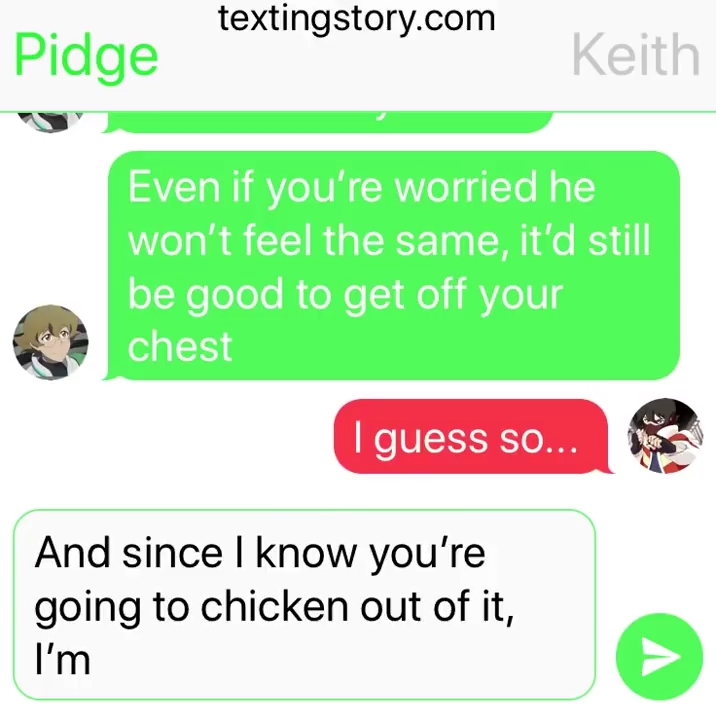 textingstory.com
Pidge
Keith
Even if you’re worried he
won’t feel the same, it’d still
be good to get off your
chest
I guess so...
And since I know you’re
going to chicken out of it,
I’m